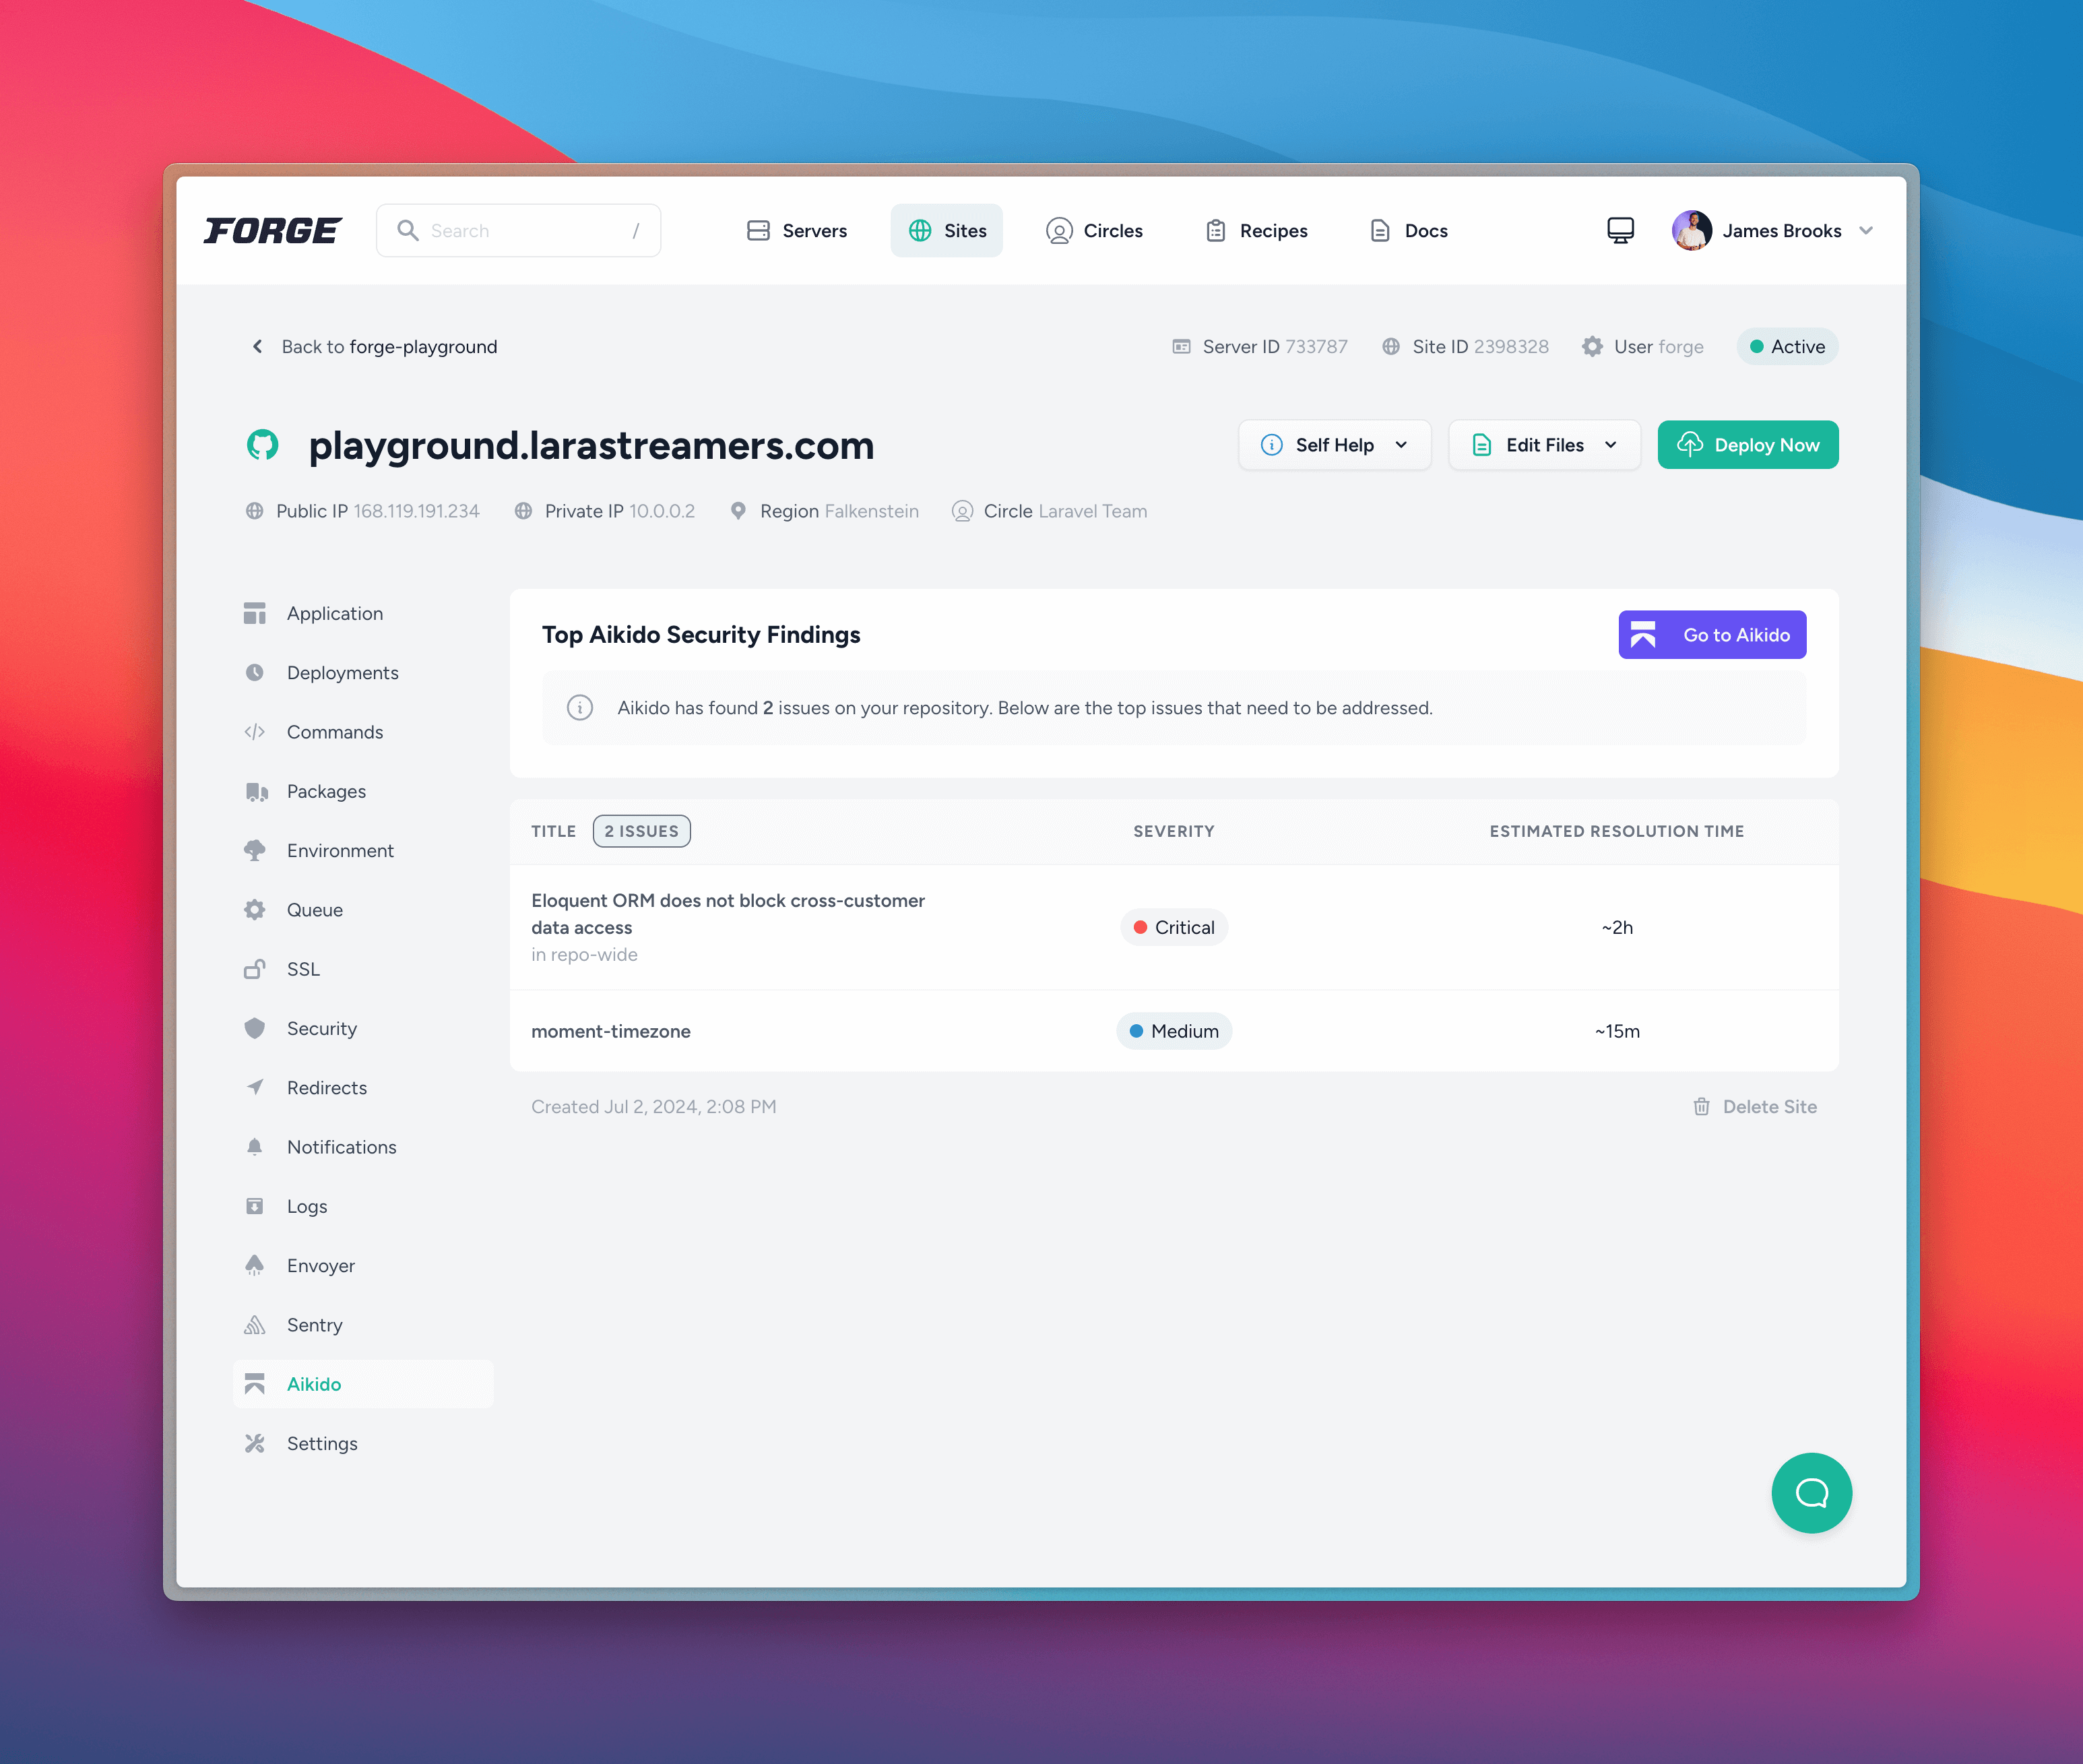 FORGE
Search /
Servers
Sites
Circles
Recipes
Docs
James Brooks
Back to forge-playground
Server ID 733787
Site ID 2398328
User forge
Active
playground.larastreamers.com
Self Help
Edit Files
Deploy Now
Public IP 168.119.191.234
Private IP 10.0.0.2
Region Falkenstein
Circle Laravel Team
Application
Deployments
Commands
Packages
Environment
Queue
SSL
Security
Redirects
Notifications
Logs
Envoyer
Sentry
Aikido
Settings
Top Aikido Security Findings
Go to Aikido
Aikido has found 2 issues on your repository. Below are the top issues that need to be addressed.
TITLE 2 ISSUES
SEVERITY
ESTIMATED RESOLUTION TIME
Eloquent ORM does not block cross-customer
data access
in repo-wide
Critical
~2h
moment-timezone
Medium
~15m
Created Jul 2, 2024, 2:08 PM
Delete Site